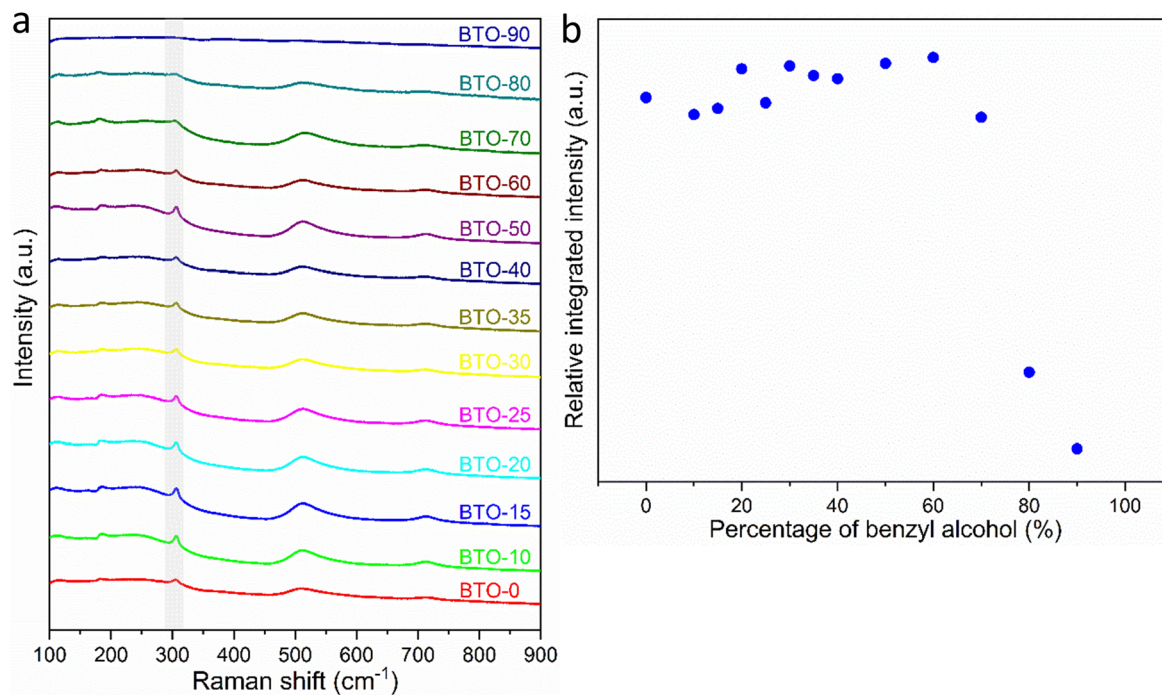 a
BTO-90
BTO-80
BTO-70
BTO-60
BTO-50
BTO-40
BTO-35
BTO-30
BTO-25
BTO-20
BTO-15
BTO-10
BTO-0
Intensity (a.u.)
100 200 300 400 500 600 700 800 900
Raman shift (cm⁻¹)
b
Relative integrated intensity (a.u.)
0 20 40 60 80 100
Percentage of benzyl alcohol (%)